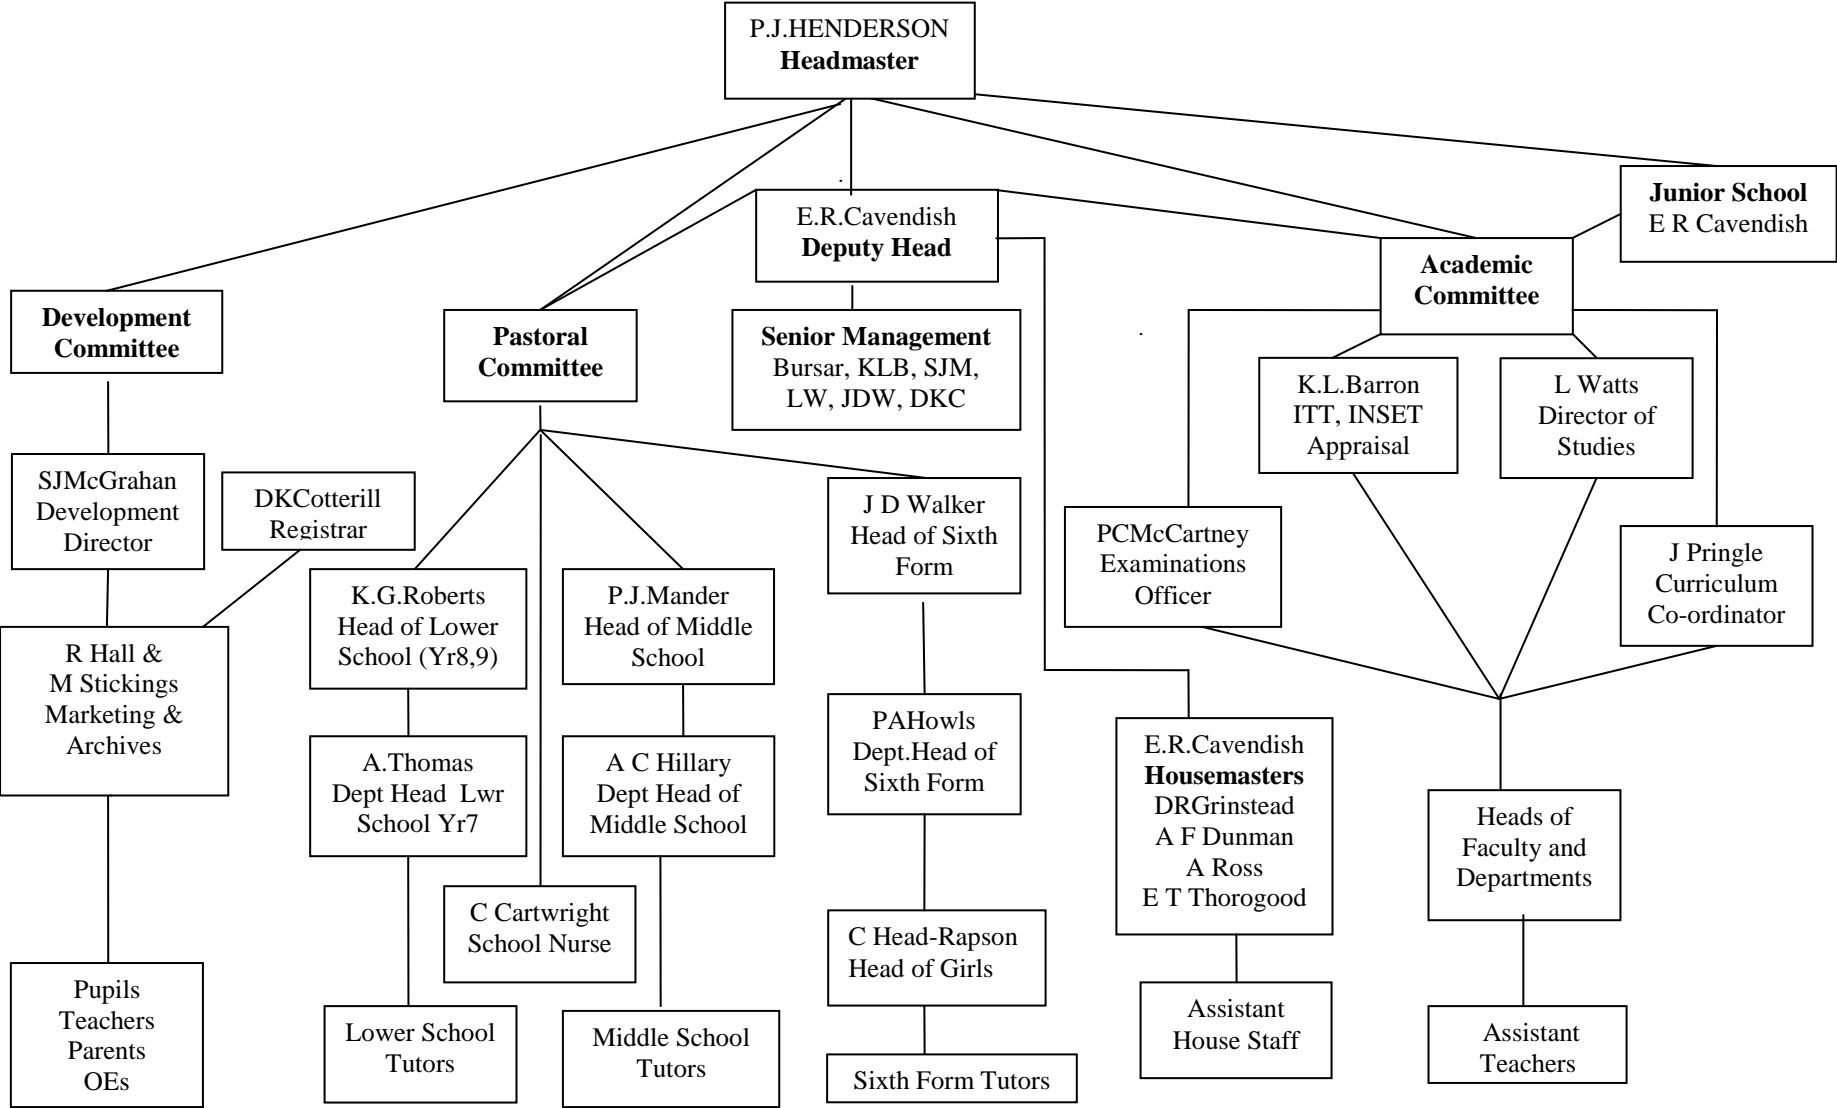 P.J.HENDERSON
Headmaster
Junior School
E R Cavendish
E.R.Cavendish
Deputy Head
Academic
Committee
Development
Committee
Pastoral
Committee
Senior Management
Bursar, KLB, SJM,
LW, JDW, DKC
K.L.Barron
ITT, INSET
Appraisal
L Watts
Director of
Studies
SJMcGrahan
Development
Director
DKCotterill
Registrar
J D Walker
Head of Sixth
Form
PCMcCartney
Examinations
Officer
J Pringle
Curriculum
Co-ordinator
K.G.Roberts
Head of Lower
School (Yr8,9)
P.J.Mander
Head of Middle
School
R Hall &
M Stickings
Marketing &
Archives
PAHowls
Dept.Head of
Sixth Form
E.R.Cavendish
Housemasters
DRGrinstead
A F Dunman
A Ross
E T Thorogood
A.Thomas
Dept Head  Lwr
School Yr7
A C Hillary
Dept Head of
Middle School
Heads of
Faculty and
Departments
C Cartwright
School Nurse
C Head-Rapson
Head of Girls
Pupils
Teachers
Parents
OEs
Lower School
Tutors
Middle School
Tutors
Sixth Form Tutors
Assistant
House Staff
Assistant
Teachers